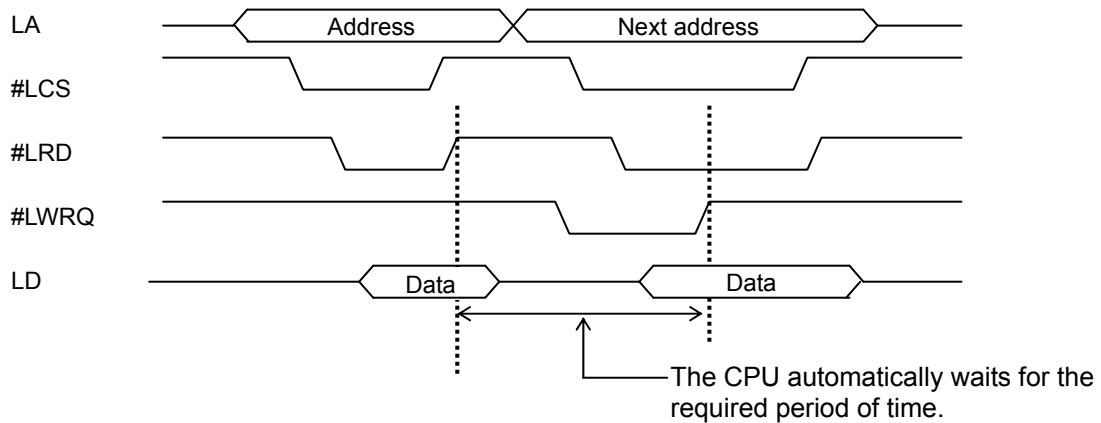 LA
Address
Next address
#LCS
#LRD
#LWRQ
LD
Data
Data
The CPU automatically waits for the
required period of time.